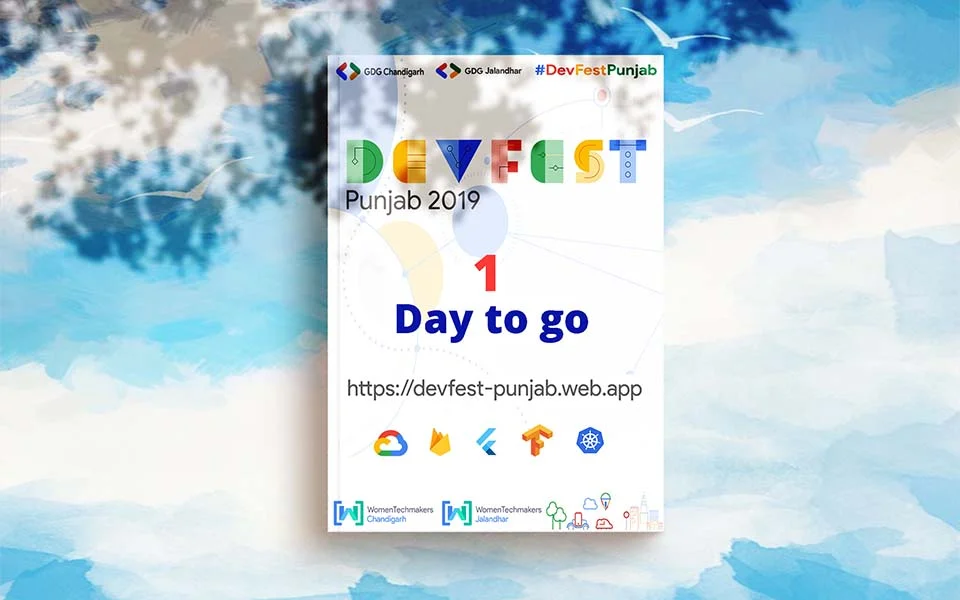 GDG Chandigarh GDG Jalandhar #DevFestPunjab
DEVFEST
Punjab 2019
1
Day to go
https://devfest-punjab.web.app
WomenTechmakers
Chandigarh
WomenTechmakers
Jalandhar